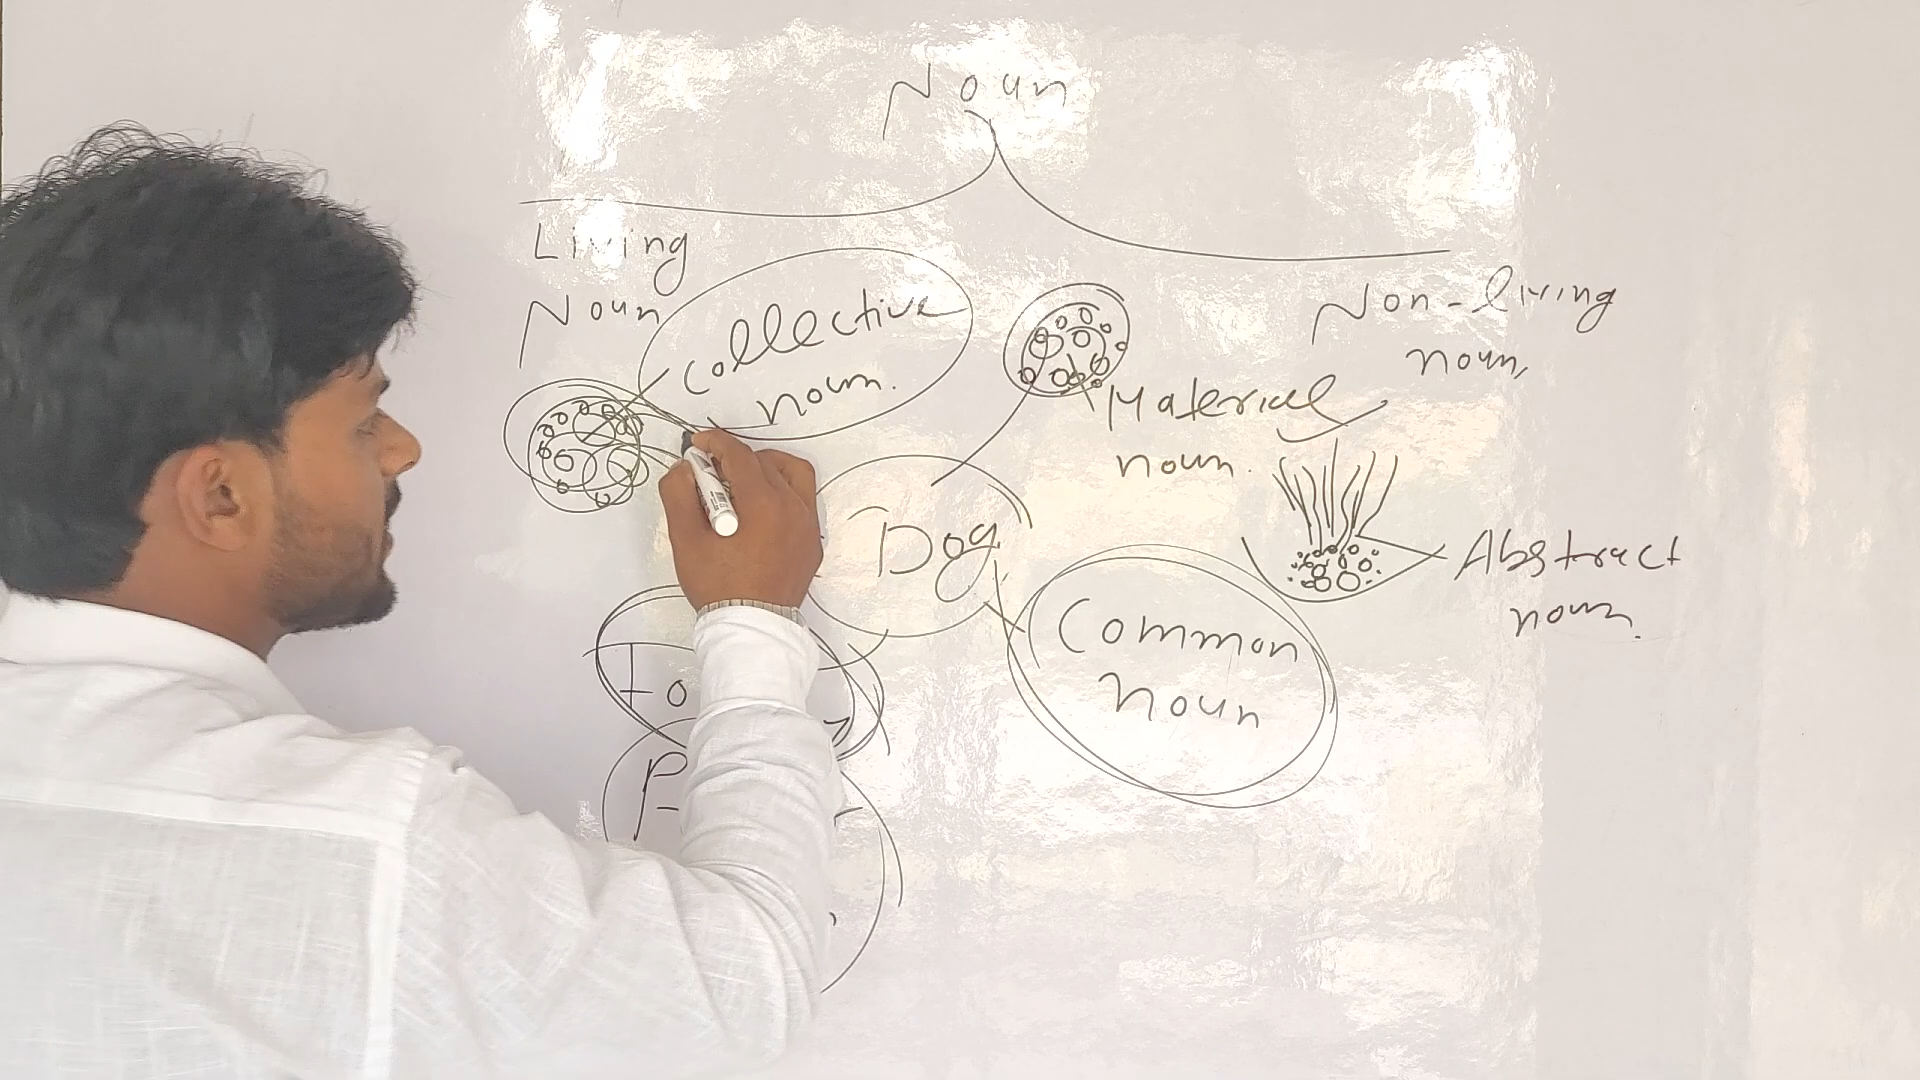 Noun
Living
Noun
Collective
noun.
Non-living
noun,
Material
noun.
Dog
Abstract
noun.
Common
Noun